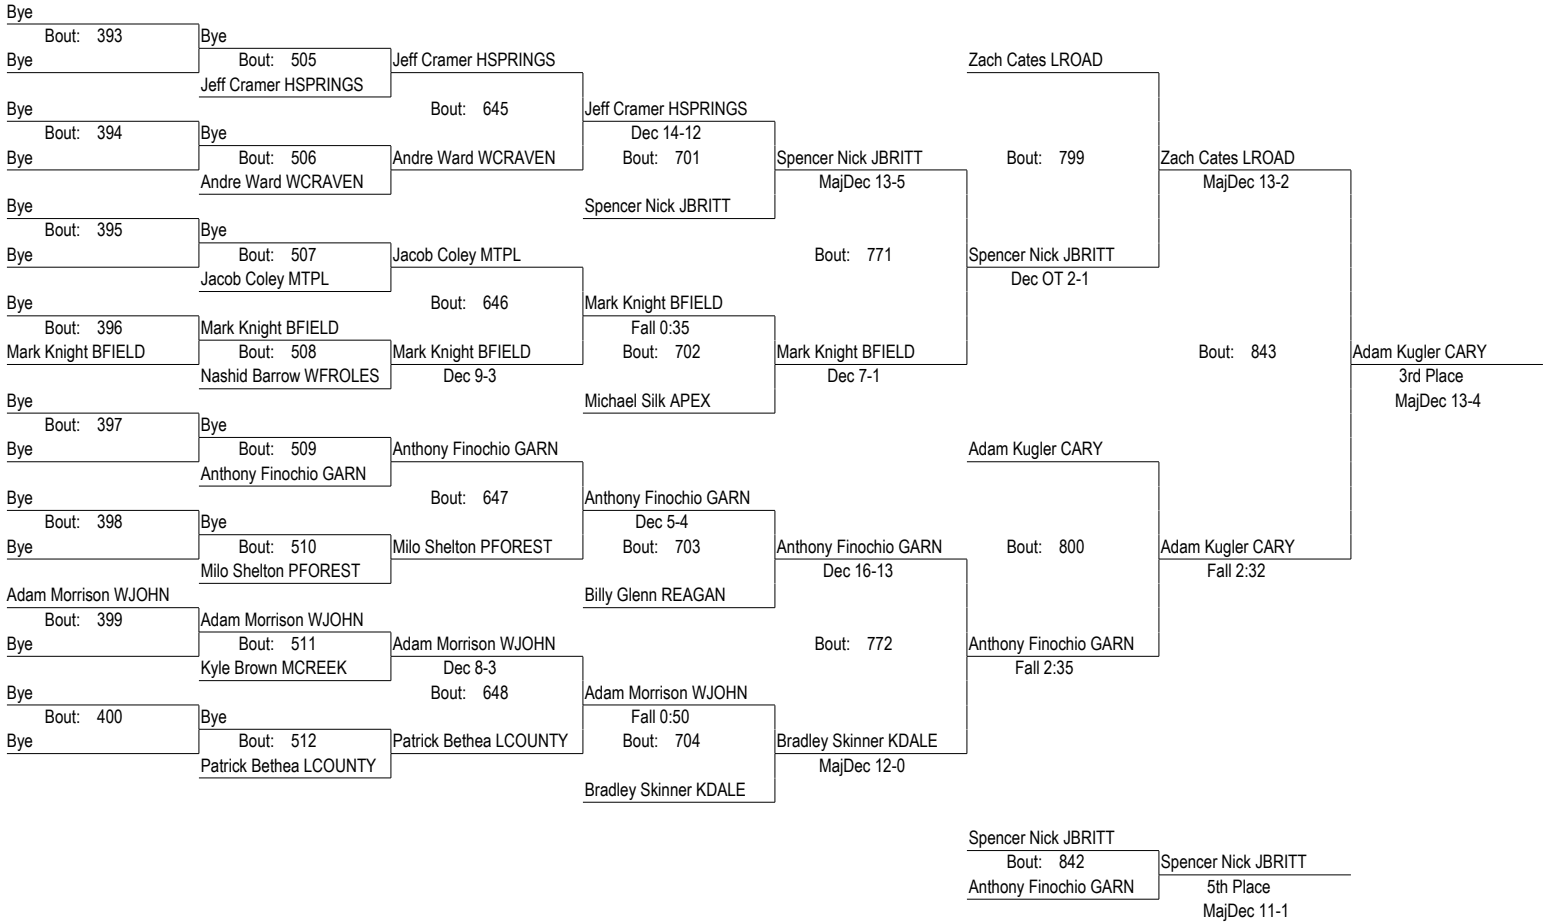 Bye
Bout: 393
Bye
Bye
Bout: 505
Jeff Cramer HSPRINGS
Jeff Cramer HSPRINGS
Bye
Bout: 394
Bye
Bye
Bout: 506
Andre Ward WCRAVEN
Bout: 645
Andre Ward WCRAVEN
Jeff Cramer HSPRINGS
Dec 14-12
Bout: 701
Spencer Nick JBRITT
Spencer Nick JBRITT
MajDec 13-5
Bye
Bout: 395
Bye
Bye
Bout: 507
Jacob Coley MTPL
Jacob Coley MTPL
Bout: 646
Bye
Bout: 396
Mark Knight BFIELD
Mark Knight BFIELD
Bout: 508
Nashid Barrow WFROLES
Mark Knight BFIELD
Dec 9-3
Mark Knight BFIELD
Fall 0:35
Bout: 702
Michael Silk APEX
Mark Knight BFIELD
Dec 7-1
Bout: 771
Zach Cates LROAD
Bout: 799
Spencer Nick JBRITT
Dec OT 2-1
Zach Cates LROAD
MajDec 13-2
Bye
Bout: 397
Bye
Bye
Bout: 509
Anthony Finochio GARN
Anthony Finochio GARN
Bout: 647
Bye
Bout: 398
Bye
Bye
Bout: 510
Milo Shelton PFOREST
Milo Shelton PFOREST
Anthony Finochio GARN
Dec 5-4
Bout: 703
Billy Glenn REAGAN
Anthony Finochio GARN
Dec 16-13
Adam Morrison WJOHN
Bout: 399
Bye
Adam Morrison WJOHN
Bout: 511
Kyle Brown MCREEK
Adam Morrison WJOHN
Dec 8-3
Bout: 648
Bye
Bout: 400
Bye
Bye
Bout: 512
Patrick Bethea LCOUNTY
Patrick Bethea LCOUNTY
Adam Morrison WJOHN
Fall 0:50
Bout: 704
Bradley Skinner KDALE
Bradley Skinner KDALE
MajDec 12-0
Bout: 772
Adam Kugler CARY
Bout: 800
Anthony Finochio GARN
Fall 2:35
Adam Kugler CARY
Fall 2:32
Bout: 843
Adam Kugler CARY
3rd Place
MajDec 13-4
Spencer Nick JBRITT
Bout: 842
Anthony Finochio GARN
Spencer Nick JBRITT
5th Place
MajDec 11-1